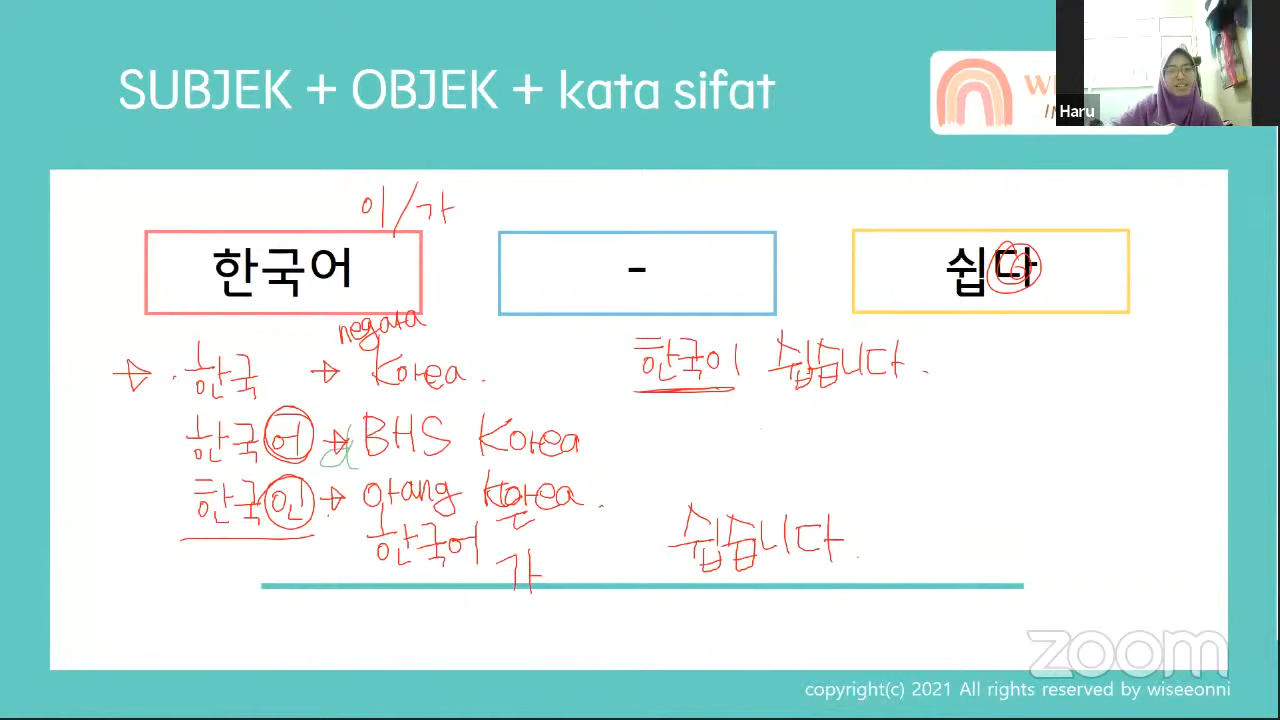 SUBJEK + OBJEK + kata sifat
Haru
이/가
한국어
-
쉽다
negara
한국 → Korea.
한국이 쉽습니다.
한국어 → BHS Korea
한국인 → orang Korea.
은
한국어
가
쉽습니다.
zoom
copyright(c) 2021 All rights reserved by wiseeonni